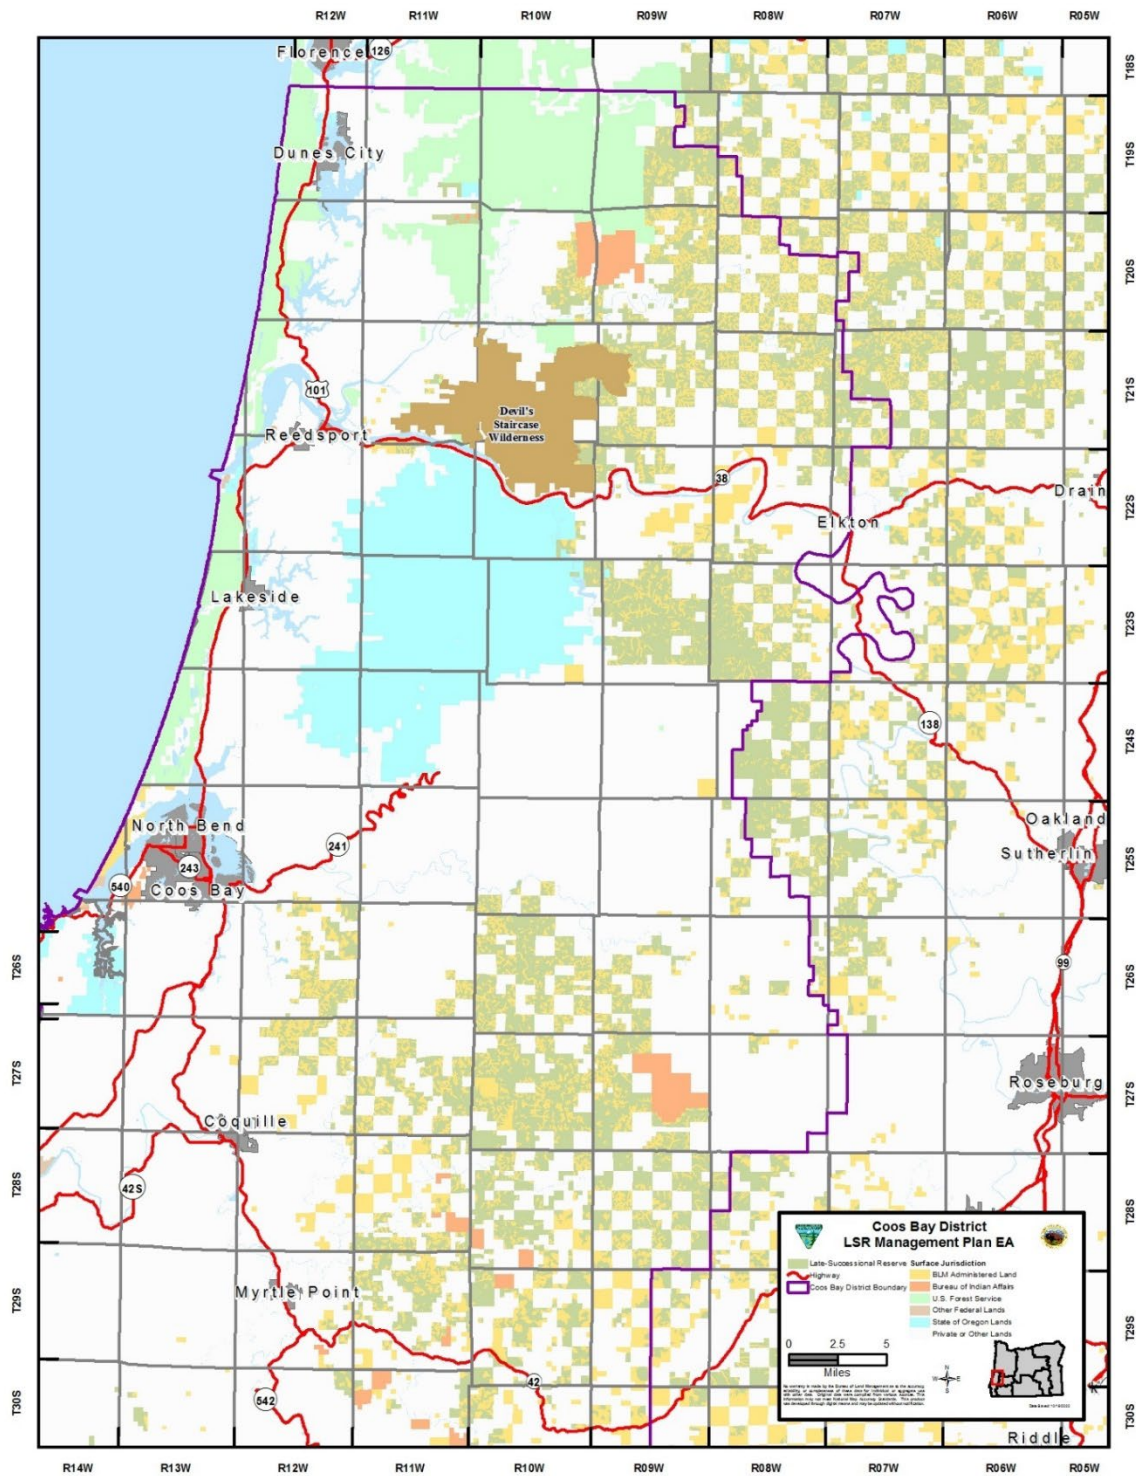 R12W R11W R10W R09W R08W R07W R06W R05W
T18S
T19S
T20S
T21S
T22S
T23S
T24S
T25S
T26S
T27S
T28S
T29S
T30S
Florence
126
Dunes City
101
Reedsport
Devil's
Staircase
Wilderness
38
Drain
Elkton
Lakeside
138
Oakland
Sutherlin
North Bend
241
243
540
Coos Bay
99
Roseburg
Coquille
42S
Myrtle Point
42
542
Riddle
T26S
T27S
T28S
T29S
T30S
Coos Bay District
LSR Management Plan EA
Late-Successional Reserve
Highway
Coos Bay District Boundary
Surface Jurisdiction
BLM Administered Land
Bureau of Indian Affairs
U.S. Forest Service
Other Federal Lands
State of Oregon Lands
Private or Other Lands
0 2.5 5
Miles
N
W E
S
R14W R13W R12W R11W R10W R09W R08W R07W R06W R05W